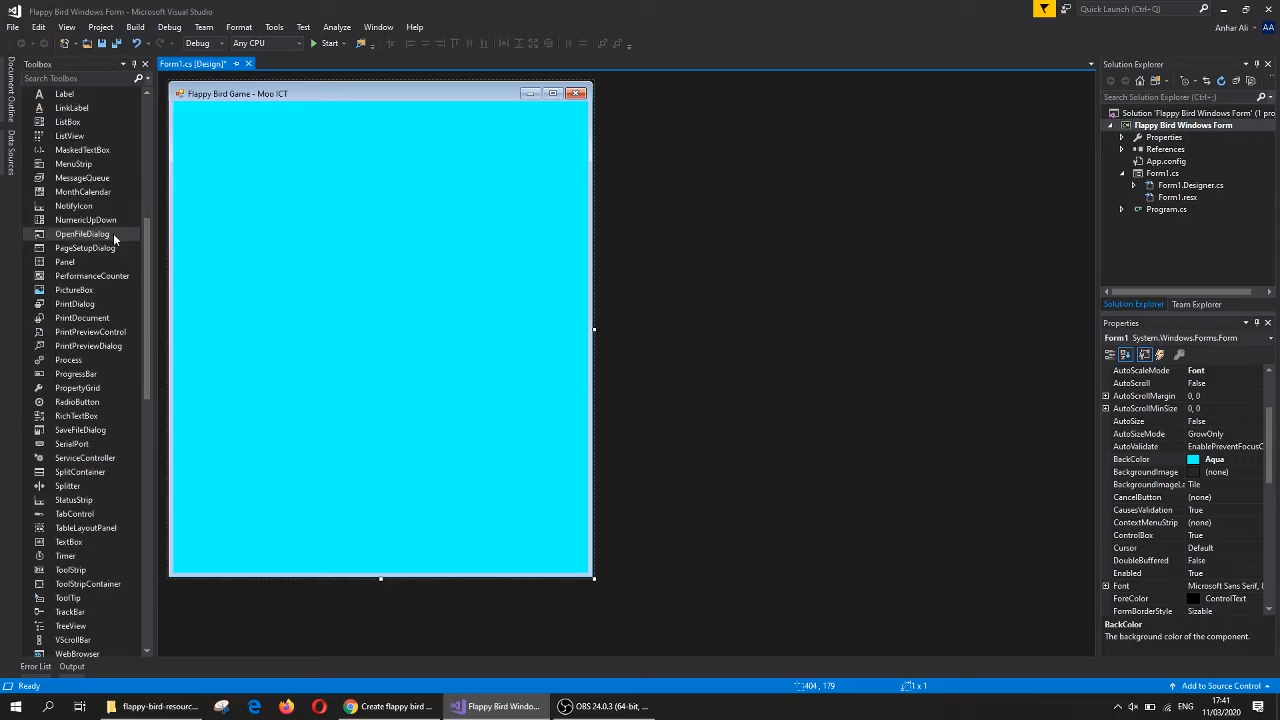 Flappy Bird Windows Form - Microsoft Visual Studio
Quick Launch (Ctrl+Q)
File Edit View Project Build Debug Team Format Tools Test Analyze Window Help
Anhar Ali
Debug Any CPU Start
Document Outline
Data Sources
Toolbox
Search Toolbox
Label
LinkLabel
ListBox
ListView
MaskedTextBox
MenuStrip
MessageQueue
MonthCalendar
NotifyIcon
NumericUpDown
OpenFileDialog
PageSetupDialog
Panel
PerformanceCounter
PictureBox
PrintDialog
PrintDocument
PrintPreviewControl
PrintPreviewDialog
Process
ProgressBar
PropertyGrid
RadioButton
RichTextBox
SaveFileDialog
SerialPort
ServiceController
SplitContainer
Splitter
StatusStrip
TabControl
TableLayoutPanel
TextBox
Timer
ToolStrip
ToolStripContainer
ToolTip
TrackBar
TreeView
VScrollBar
WebBrowser
Form1.cs [Design]*
Flappy Bird Game - Moo ICT
Solution Explorer
Search Solution Explorer (Ctrl+;)
Solution 'Flappy Bird Windows Form' (1 pro
Flappy Bird Windows Form
Properties
References
App.config
Form1.cs
Form1.Designer.cs
Form1.resx
Program.cs
Solution Explorer Team Explorer
Properties
Form1 System.Windows.Forms.Form
AutoScaleMode Font
AutoScroll False
AutoScrollMargin 0, 0
AutoScrollMinSize 0, 0
AutoSize False
AutoSizeMode GrowOnly
AutoValidate EnablePreventFocusC
BackColor Aqua
BackgroundImage (none)
BackgroundImageLa Tile
CancelButton (none)
CausesValidation True
ContextMenuStrip (none)
ControlBox True
Cursor Default
DoubleBuffered False
Enabled True
Font Microsoft Sans Serif, 8
ForeColor ControlText
FormBorderStyle Sizable
BackColor
The background color of the component.
Error List Output
Ready
404 , 179
1 x 1
Add to Source Control
flappy-bird-resourc...
Create flappy bird ...
Flappy Bird Windo...
OBS 24.0.3 (64-bit, ...
ENG
17:41
11/03/2020